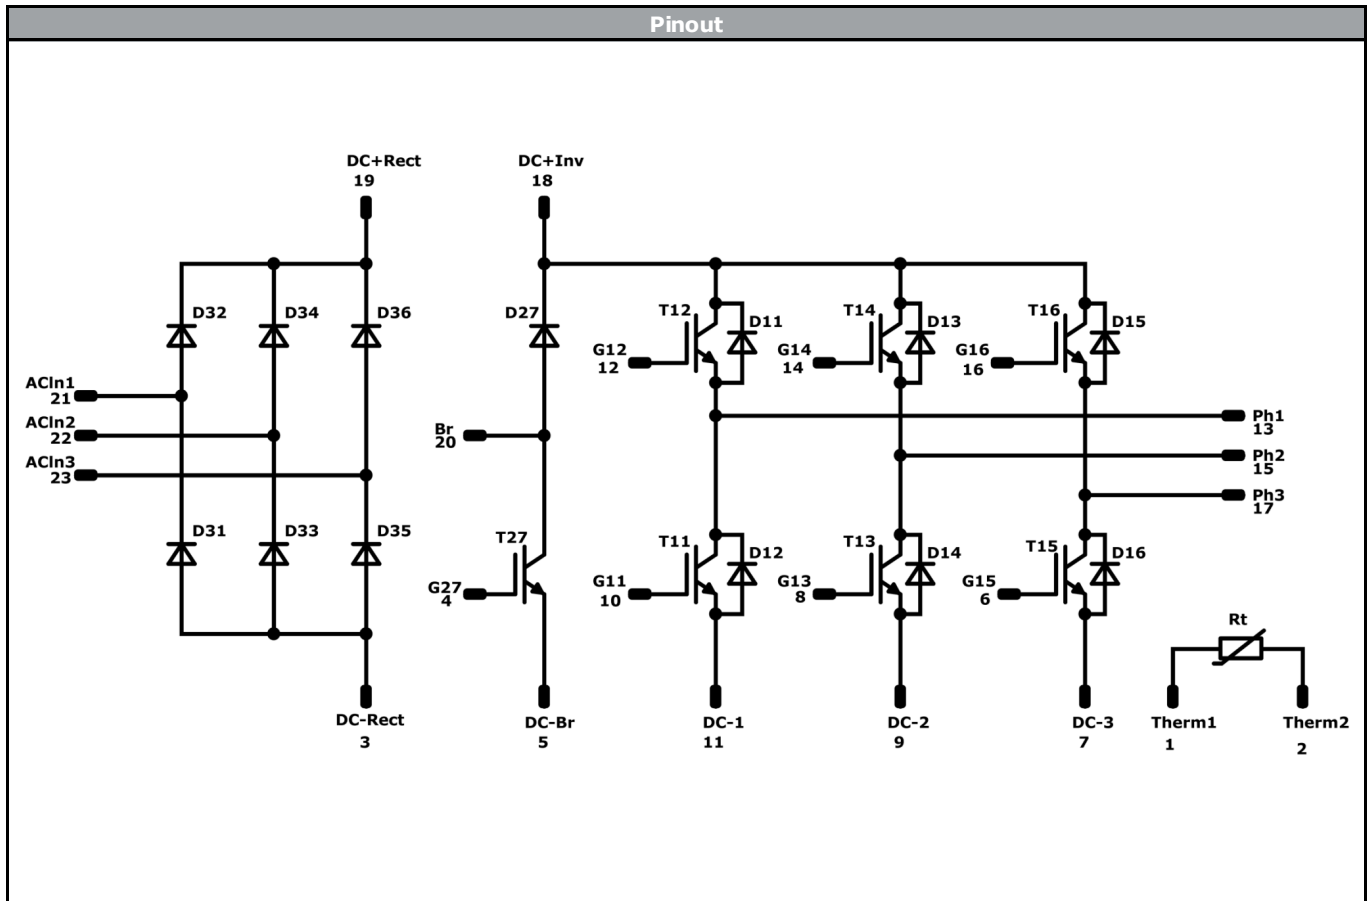 Pinout
DC+Rect
19
DC+Inv
18
D32
D34
D36
D27
T12
D11
T14
D13
T16
D15
G12
12
G14
14
G16
16
ACIn1
21
ACIn2
22
ACIn3
23
Br
20
Ph1
13
Ph2
15
Ph3
17
D31
D33
D35
T27
T11
D12
T13
D14
T15
D16
G27
4
G11
10
G13
8
G15
6
Rt
DC-Rect
3
DC-Br
5
DC-1
11
DC-2
9
DC-3
7
Therm1
1
Therm2
2